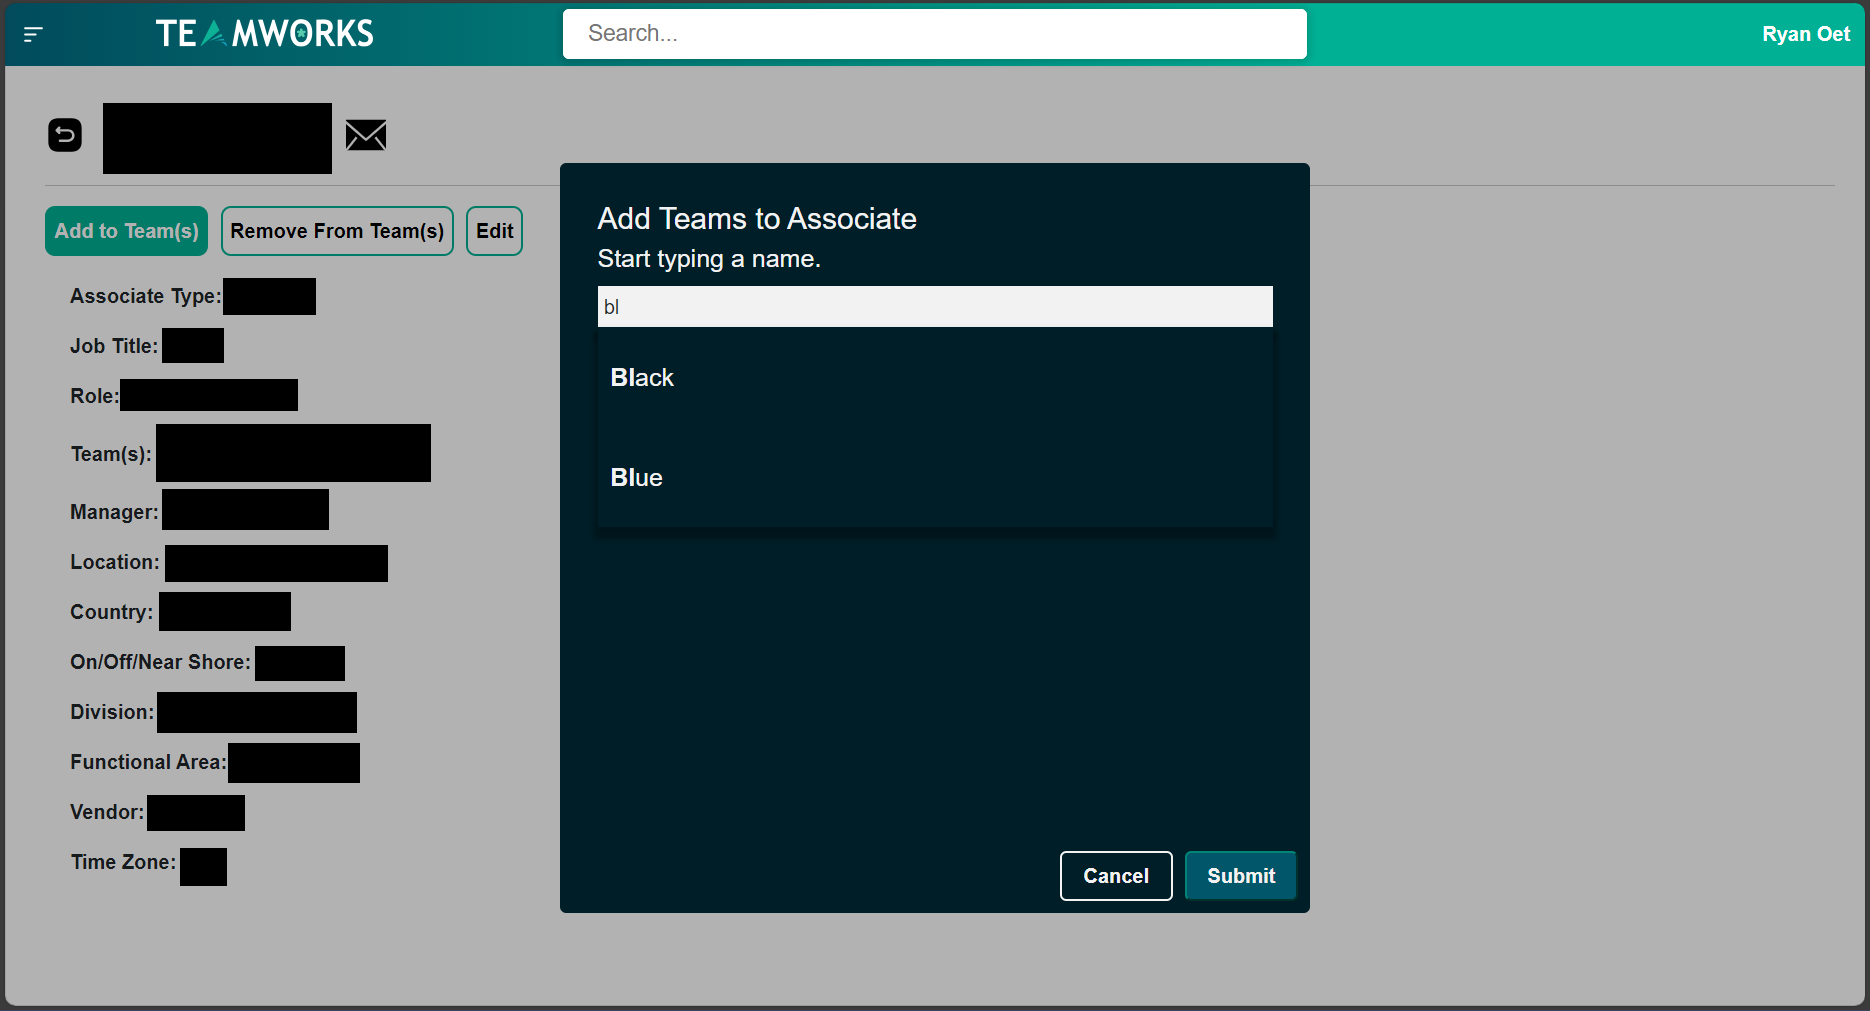 TEAMWORKS
Search...
Ryan Oet
Add to Team(s)
Remove From Team(s)
Edit
Associate Type:
Job Title:
Role:
Team(s):
Manager:
Location:
Country:
On/Off/Near Shore:
Division:
Functional Area:
Vendor:
Time Zone:
Add Teams to Associate
Start typing a name.
bl
Black
Blue
Cancel
Submit